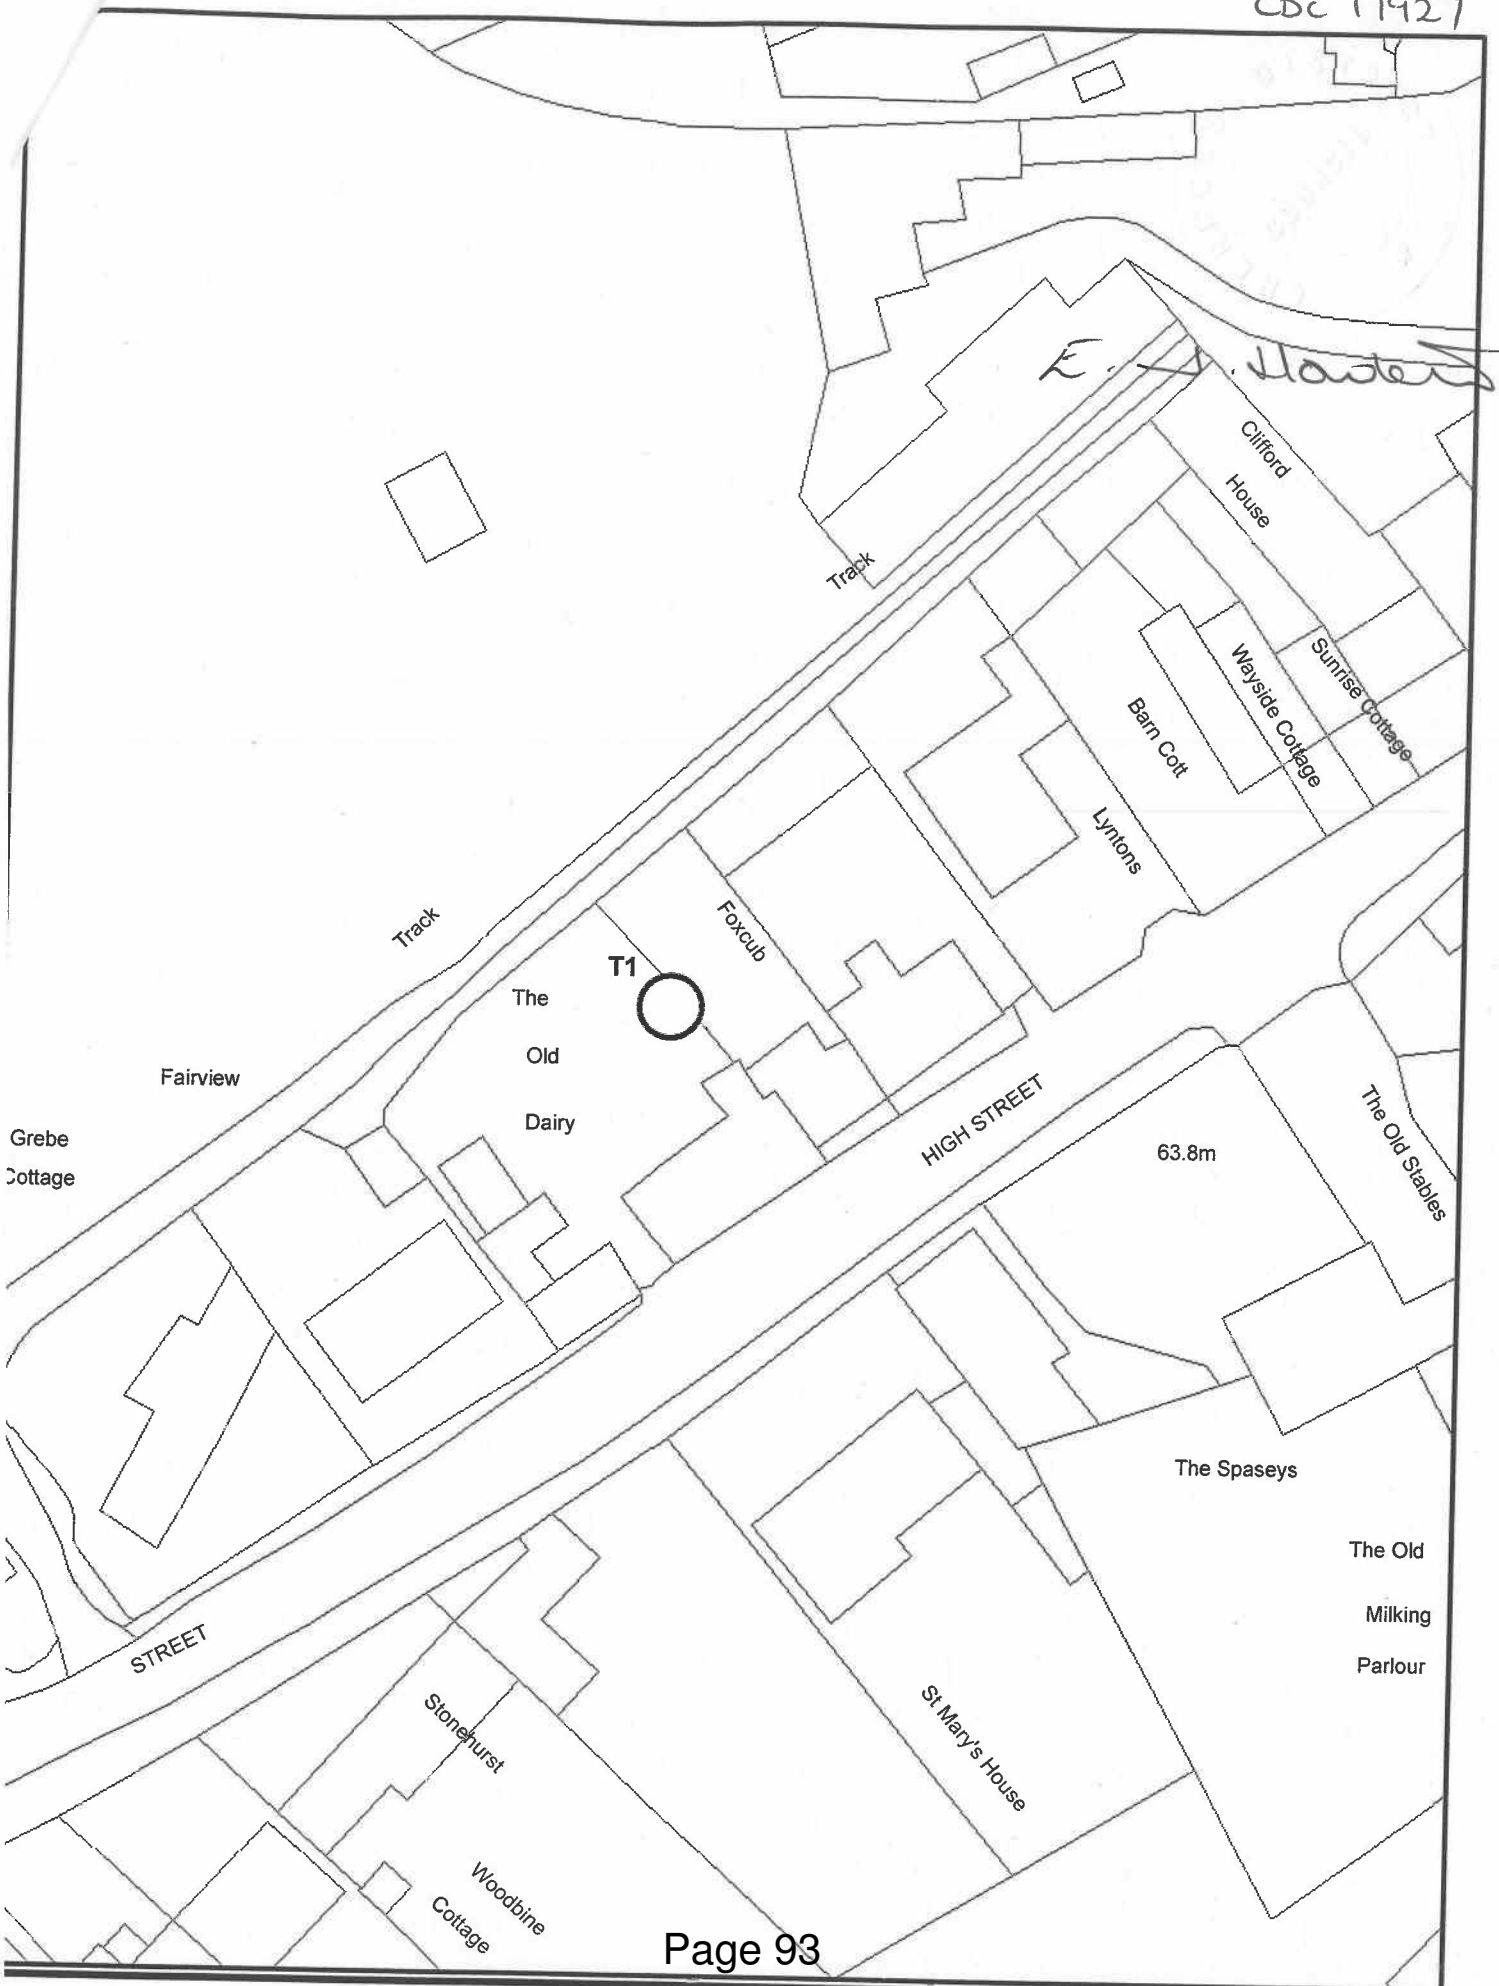 Clifford
House
Track
Sunrise Cottage
Wayside Cottage
Barn Cott
Lyntons
Foxcub
Track
T1
The
Old
Dairy
Fairview
Grebe
Cottage
HIGH STREET
63.8m
The Old Stables
The Spaseys
The Old
Milking
Parlour
STREET
Stonehurst
St Mary's House
Woodbine
Cottage
Page 93